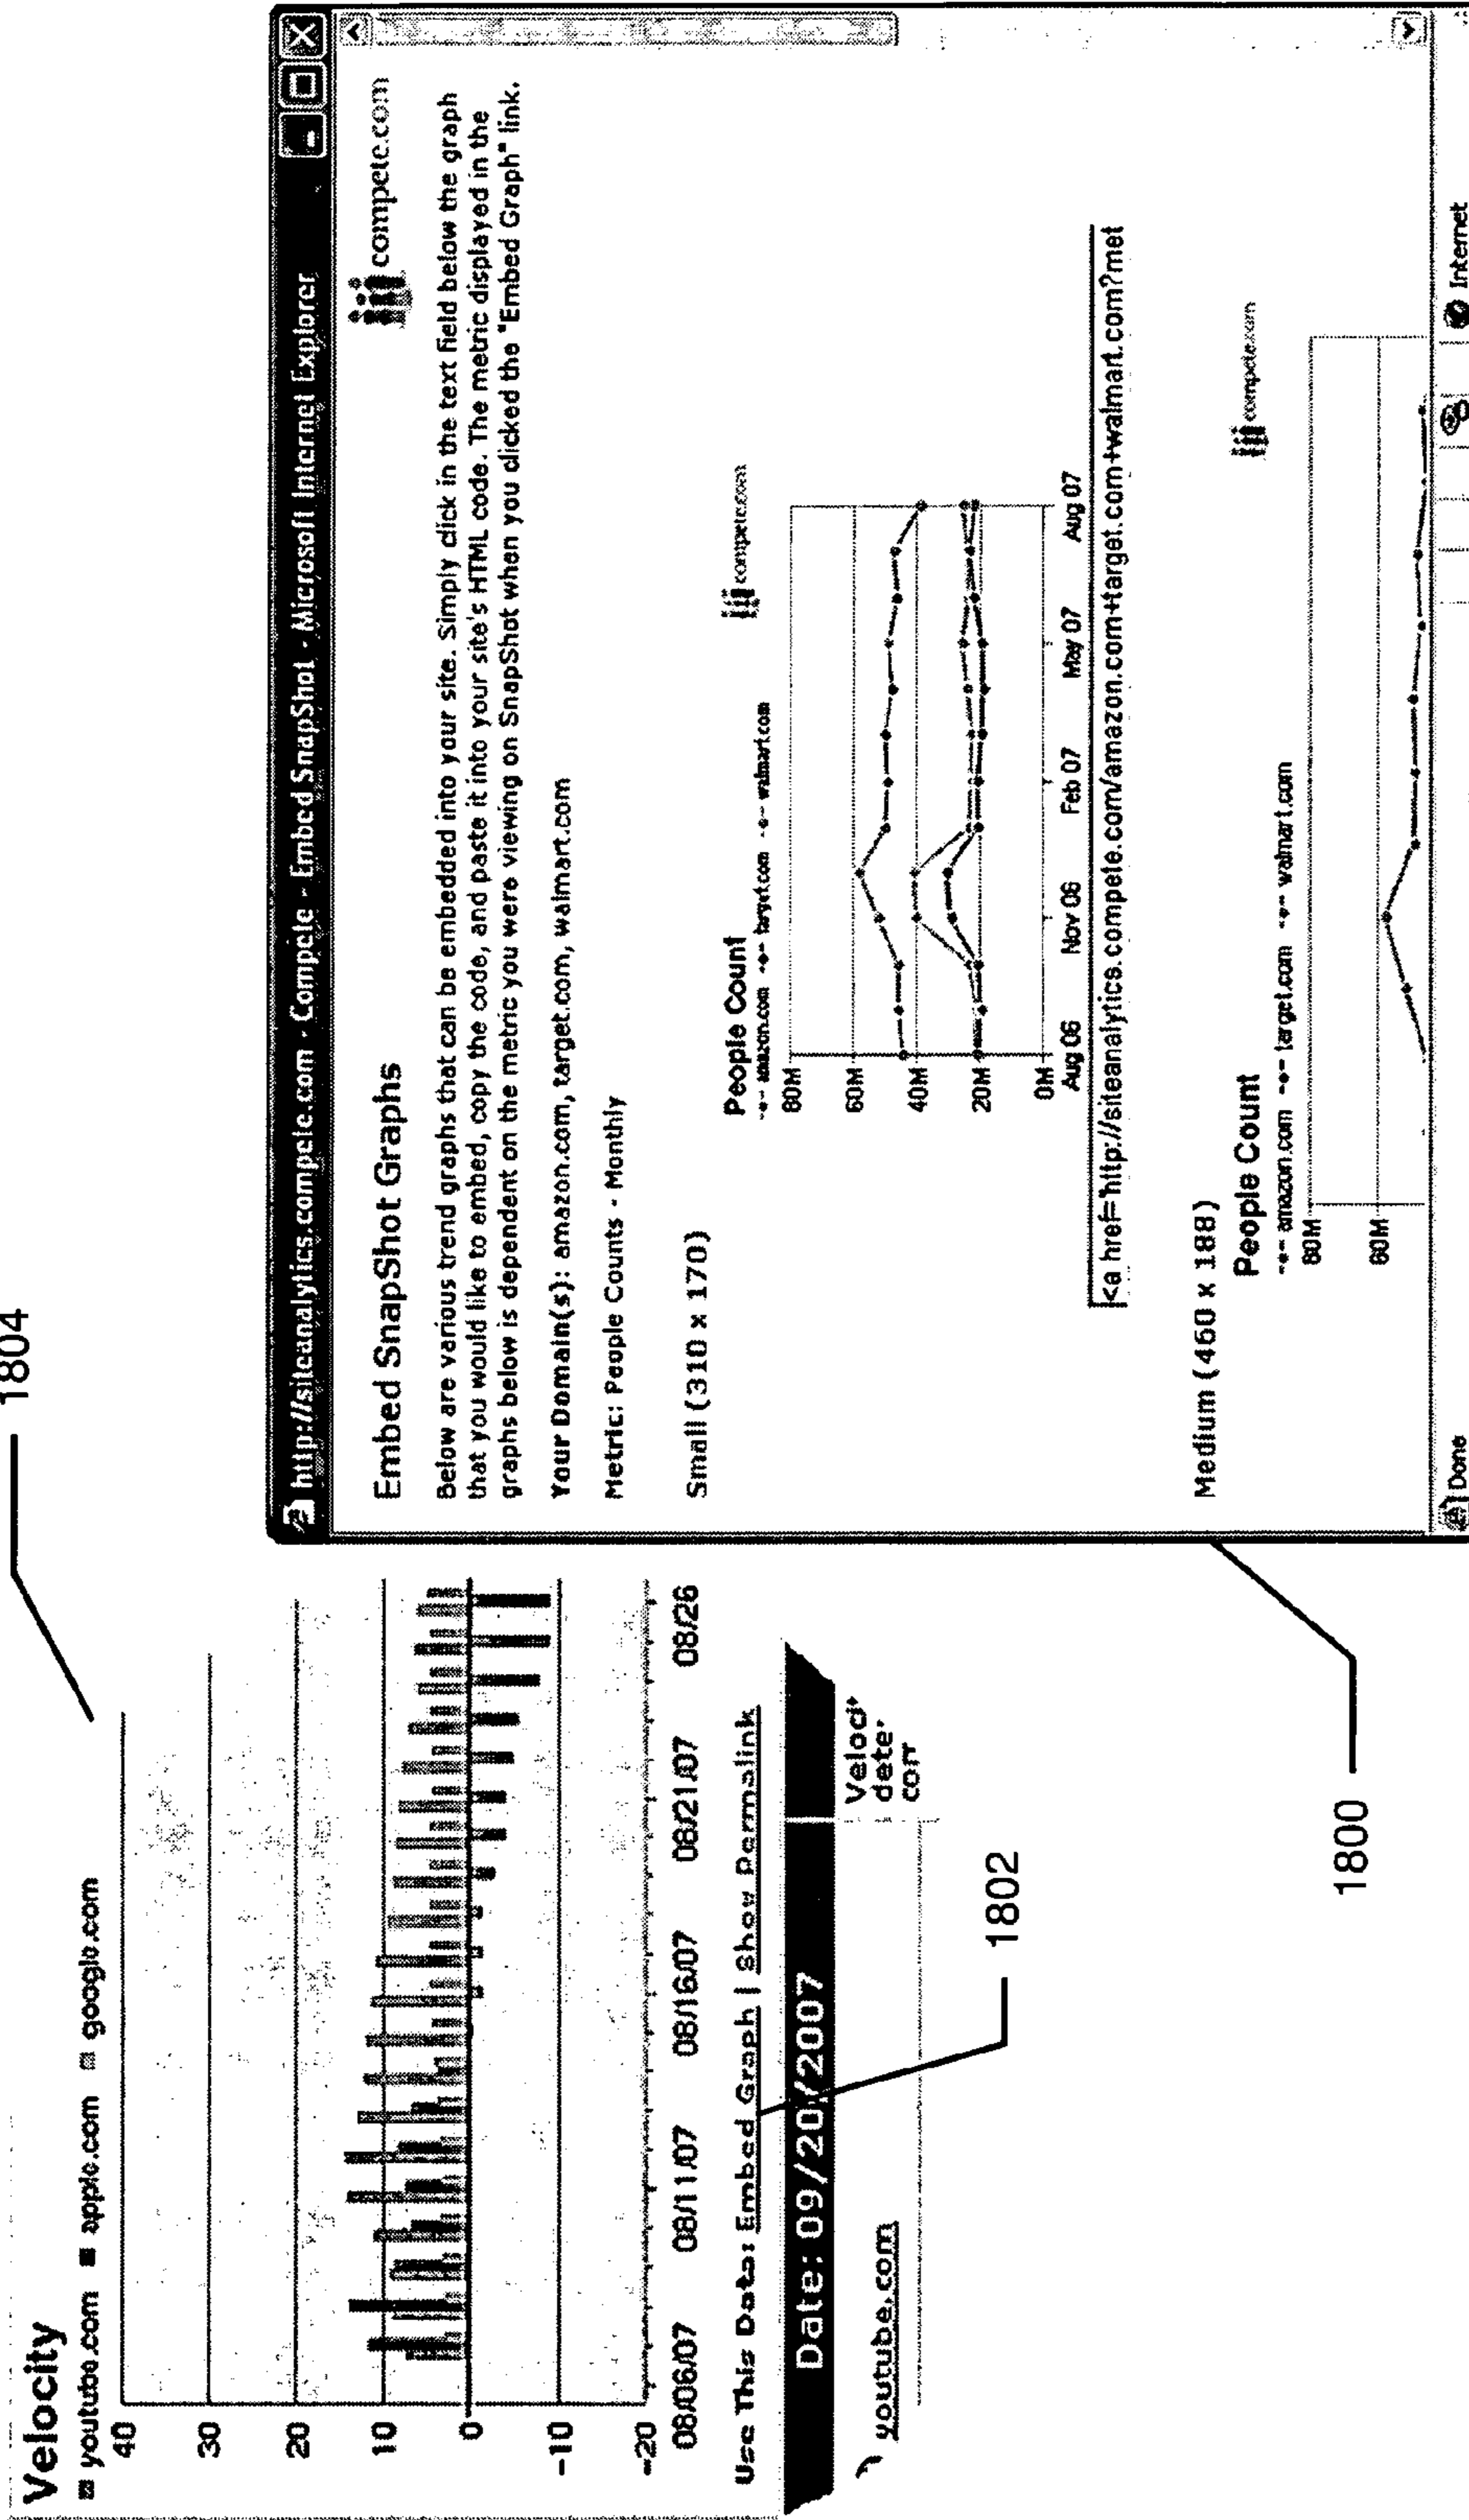 1804
Velocity
youtube.com apple.com google.com
40
30
20
10
0
-10
-20
08/06/07 08/11/07 08/16/07 08/21/07 08/26
Use This Data: Embed Graph | Show Permalink
Date: 09/20/2007
youtube.com
Veloci
dete
com
1802
1800
http://siteanalytics.compete.com - Compete - Embed SnapShot - Microsoft Internet Explorer
compete.com
Embed SnapShot Graphs
Below are various trend graphs that can be embedded into your site. Simply click in the text field below the graph
that you would like to embed, copy the code, and paste it into your site's HTML code. The metric displayed in the
graphs below is dependent on the metric you were viewing on SnapShot when you clicked the "Embed Graph" link.
Your Domain(s): amazon.com, target.com, walmart.com
Metric: People Counts - Monthly
Small (310 x 170)
People Count
compete.com
amazon.com target.com walmart.com
80M
60M
40M
20M
0M
Aug 06 Nov 06 Feb 07 May 07 Aug 07
<a href='http://siteanalytics.compete.com/amazon.com+target.com+walmart.com?met
Medium (460 x 188)
People Count
compete.com
amazon.com target.com walmart.com
80M
60M
Done
Internet